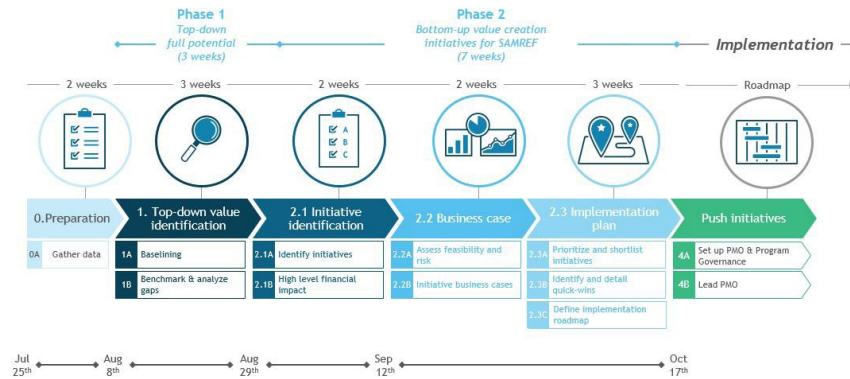 Phase 1
Top-down
full potential
(3 weeks)
Phase 2
Bottom-up value creation
initiatives for SAMREF
(7 weeks)
Implementation
2 weeks
3 weeks
2 weeks
2 weeks
3 weeks
Roadmap
A
B
C
0.Preparation
1. Top-down value
identification
2.1 Initiative
identification
2.2 Business case
2.3 Implementation
plan
Push initiatives
0A Gather data
1A Baselining
1B Benchmark & analyze
gaps
2.1A Identify initiatives
2.1B High level financial
impact
2.2A Assess feasibility and
risk
2.2B Initiative business cases
2.3A Prioritize and shortlist
initiatives
2.3B Identify and detail
quick-wins
2.3C Define implementation
roadmap
4A Set up PMO & Program
Governance
4B Lead PMO
Jul
25th
Aug
8th
Aug
29th
Sep
12th
Oct
17th